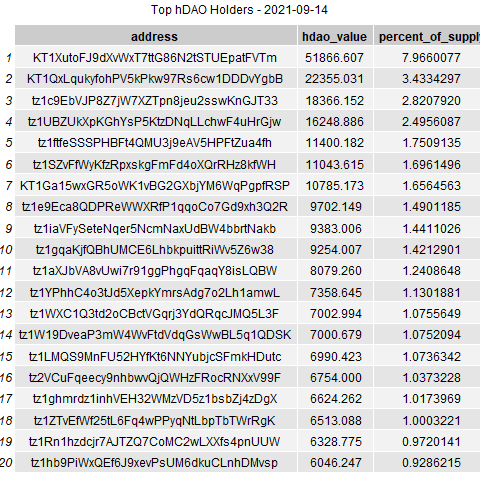 Top hDAO Holders - 2021-09-14
address hdao_value percent_of_supply
1 KT1XutoFJ9dXvWxT7ttG86N2tSTUEpatFVTm 51866.607 7.9660077
2 KT1QxLqukyfohPV5kPkw97Rs6cw1DDDvYgbB 22355.031 3.4334297
3 tz1c9EbVJP8Z7jW7XZTpn8jeu2sswKnGJT33 18366.152 2.8207920
4 tz1UBZUkXpKGhYsP5KtzDNqLLchwF4uHrGjw 16248.886 2.4956087
5 tz1ftfeSSSPHBFt4QMU3j9eAV5HPFtZua4fh 11400.182 1.7509135
6 tz1SZvFfWyKfzRpxskgFmFd4oXQrRHz8kfWH 11043.615 1.6961496
7 KT1Ga15wxGR5oWK1vBG2GXbjYM6WqPgpfRSP 10785.173 1.6564563
8 tz1e9Eca8QDPReWWXRfP1qqoCo7Gd9xh3Q2R 9702.149 1.4901185
9 tz1iaVFySeteNqer5NcmNaxUdBW4bbrtNakb 9383.006 1.4411026
10 tz1gqaKjfQBhUMCE6LhbkpuittRiWv5Z6w38 9254.007 1.4212901
11 tz1aXJbVA8vUwi7r91ggPhgqFqaqY8isLQBW 8079.260 1.2408648
12 tz1YPhhC4o3tJd5XepkYmrsAdg7o2Lh1amwL 7358.645 1.1301881
13 tz1WXC1Q3td2oCBctVGqrj3YdQRqcJMQ5L3F 7002.994 1.0755649
14 tz1W19DveaP3mW4WvFtdVdqGsWwBL5q1QDSK 7000.679 1.0752094
15 tz1LMQS9MnFU52HYfKt6NNYubjcSFmkHDutc 6990.423 1.0736342
16 tz2VCuFqeecy9nhbwvQjQWHzFRocRNXxV99F 6754.000 1.0373228
17 tz1ghmrdz1inhVEH32WMzVD5z1bsbZj4zDgX 6624.262 1.0173969
18 tz1ZTvEfWf25tL6Fq4wPPyqNtLbpTbTWrRgK 6513.088 1.0003221
19 tz1Rn1hzdcjr7AJTZQ7CoMC2wLXXfs4pnUUW 6328.775 0.9720141
20 tz1hb9PiWxQEf6J9xevPsUM6dkuCLnhDMvsp 6046.247 0.9286215